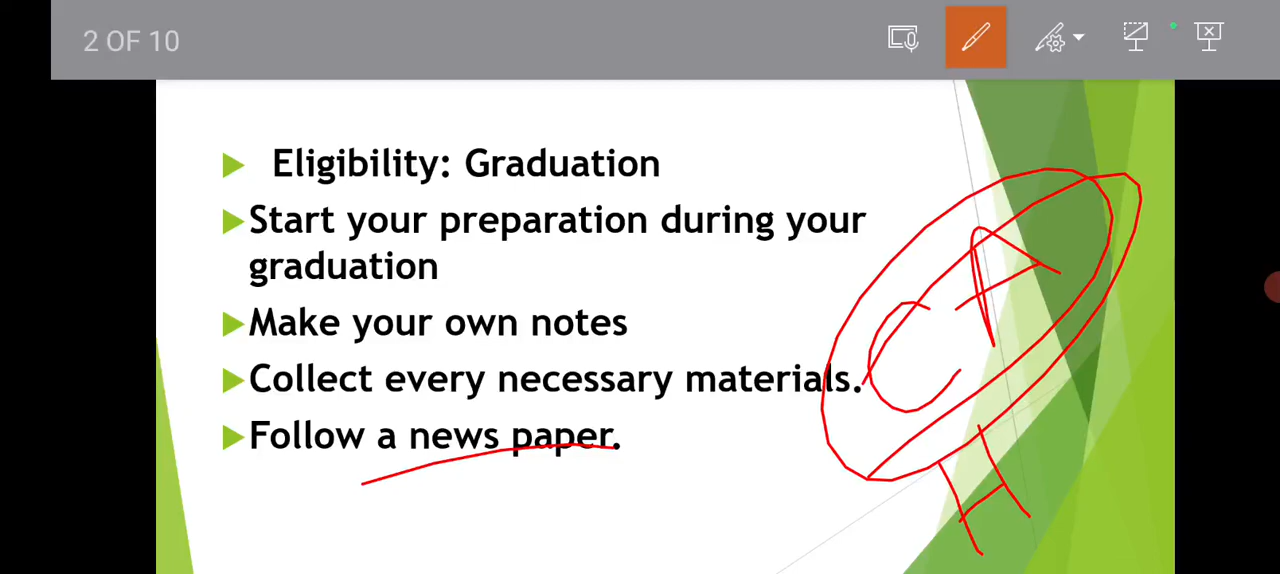 2 OF 10
Eligibility: Graduation
Start your preparation during your
graduation
Make your own notes
Collect every necessary materials.
Follow a news paper.
CA
H